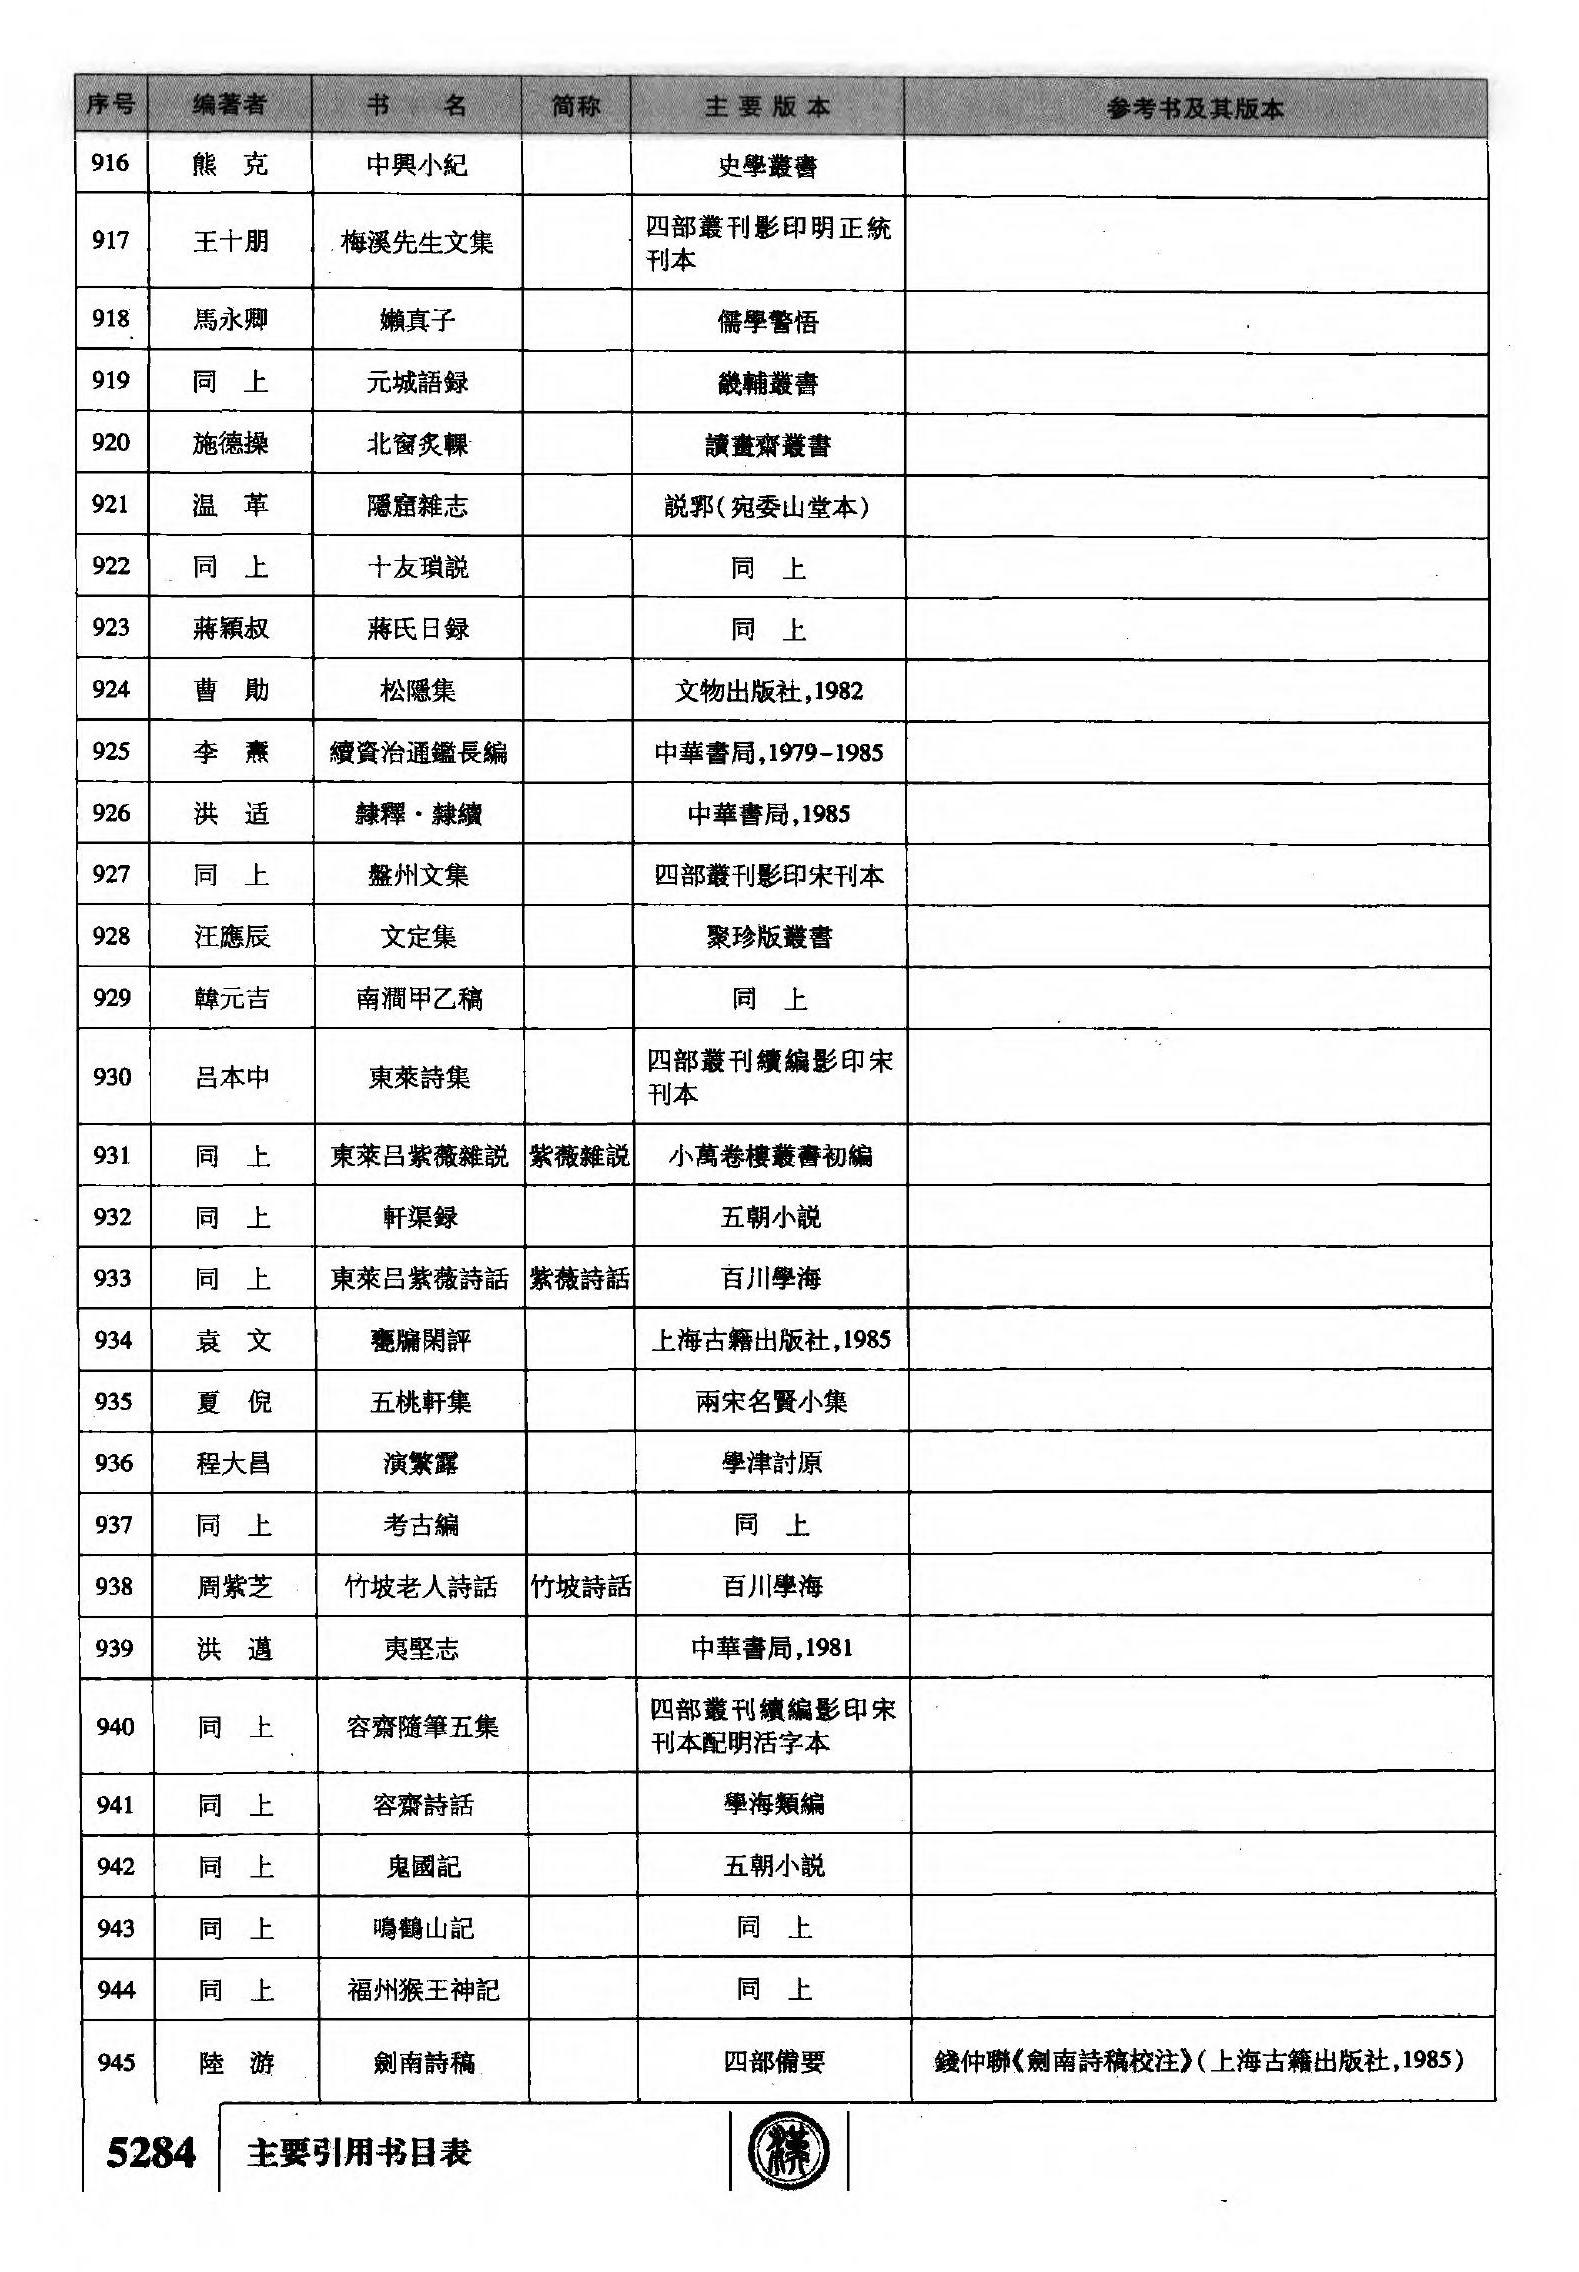 序号 编著者 书 名 简称 主要版本 参考书及其版本
916 熊 克 中興小紀 史學叢書
917 王十朋 梅溪先生文集 四部叢刊影印明正統
刊本
918 馬永卿 嬾真子 儒學警悟
919 同 上 元城語録 畿輔叢書
920 施德操 北窗炙輠 讀畫齋叢書
921 温 革 隱窟雜志 説郛(宛委山堂本)
922 同 上 十友瑣説 同 上
923 蔣穎叔 蔣氏日録 同 上
924 曹 勛 松隱集 文物出版社,1982
925 李 燾 續資治通鑑長編 中華書局,1979-1985
926 洪 适 隸釋·隸續 中華書局,1985
927 同 上 盤州文集 四部叢刊影印宋刊本
928 汪應辰 文定集 聚珍版叢書
929 韓元吉 南澗甲乙稿 同 上
930 吕本中 東萊詩集 四部叢刊續編影印宋
刊本
931 同 上 東萊吕紫薇雜説 紫薇雜説 小萬卷樓叢書初編
932 同 上 軒渠録 五朝小説
933 同 上 東萊吕紫薇詩話 紫薇詩話 百川學海
934 袁 文 甕牖閑評 上海古籍出版社,1985
935 夏 倪 五桃軒集 兩宋名賢小集
936 程大昌 演繁露 學津討原
937 同 上 考古編 同 上
938 周紫芝 竹坡老人詩話 竹坡詩話 百川學海
939 洪 邁 夷堅志 中華書局,1981
940 同 上 容齋隨筆五集 四部叢刊續編影印宋
刊本配明活字本
941 同 上 容齋詩話 學海類編
942 同 上 鬼國記 五朝小説
943 同 上 鳴鶴山記 同 上
944 同 上 福州猴王神記 同 上
945 陸 游 劍南詩稿 四部備要 錢仲聯《劍南詩稿校注》(上海古籍出版社,1985)
5284 主要引用书目表